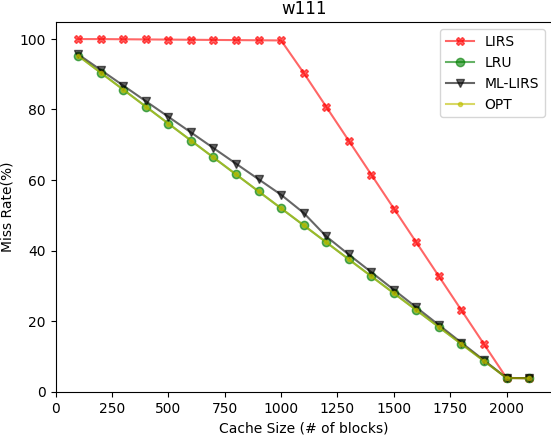 w111
LIRS
LRU
ML-LIRS
OPT
Miss Rate(%)
100
80
60
40
20
0
0 250 500 750 1000 1250 1500 1750 2000
Cache Size (# of blocks)